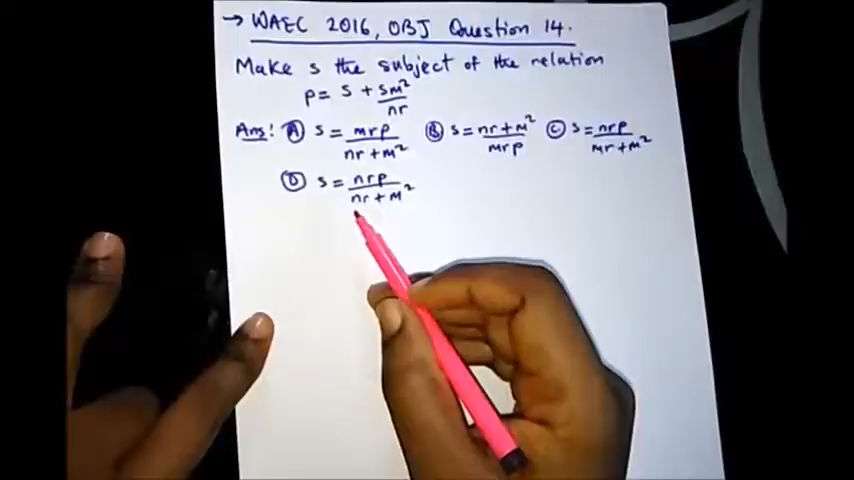 → WAEC 2016, OBJ Question 14.
Make s the subject of the relation
P = S + SM²/nr
Ans: Ⓐ S = mrp/nr+M² Ⓑ S = nr+M²/mrp Ⓒ S = nrp/mr+M²
Ⓓ S = nrp/nr+M²